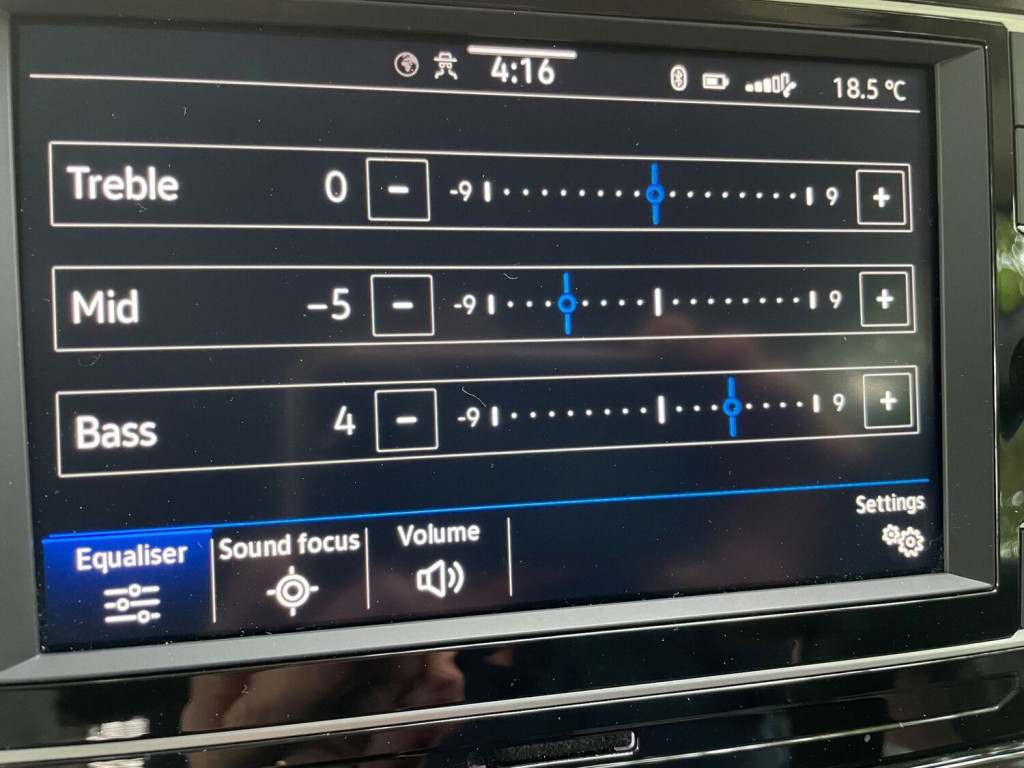 4:16 18.5 °C
Treble 0 - -9 9 +
Mid -5 - -9 9 +
Bass 4 - -9 9 +
Settings
Equaliser Sound focus Volume